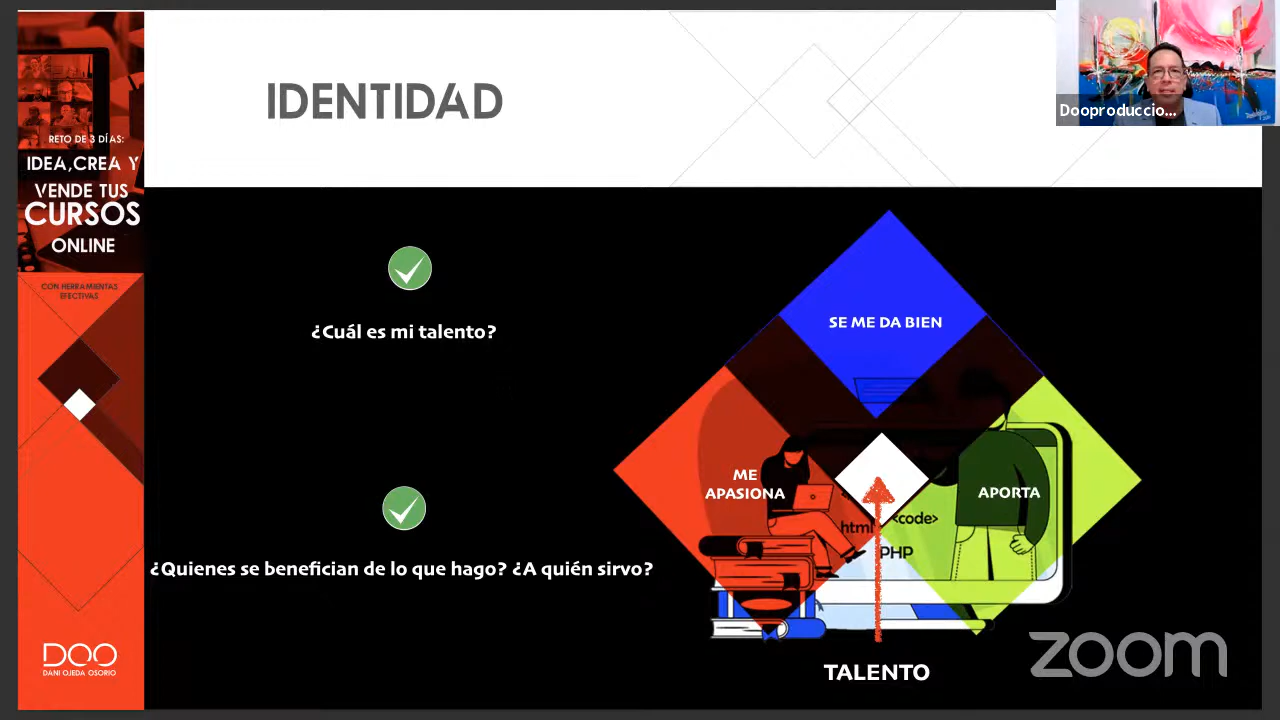 IDENTIDAD
Dooproduccio...
RETO DE 3 DÍAS:
IDEA,CREA Y
VENDE TUS
CURSOS
ONLINE
CON HERRAMIENTAS
EFECTIVAS
¿Cuál es mi talento?
¿Quienes se benefician de lo que hago? ¿A quién sirvo?
SE ME DA BIEN
ME
APASIONA
APORTA
html
<code>
PHP
TALENTO
DOO
DANI OJEDA OSORIO
zoom